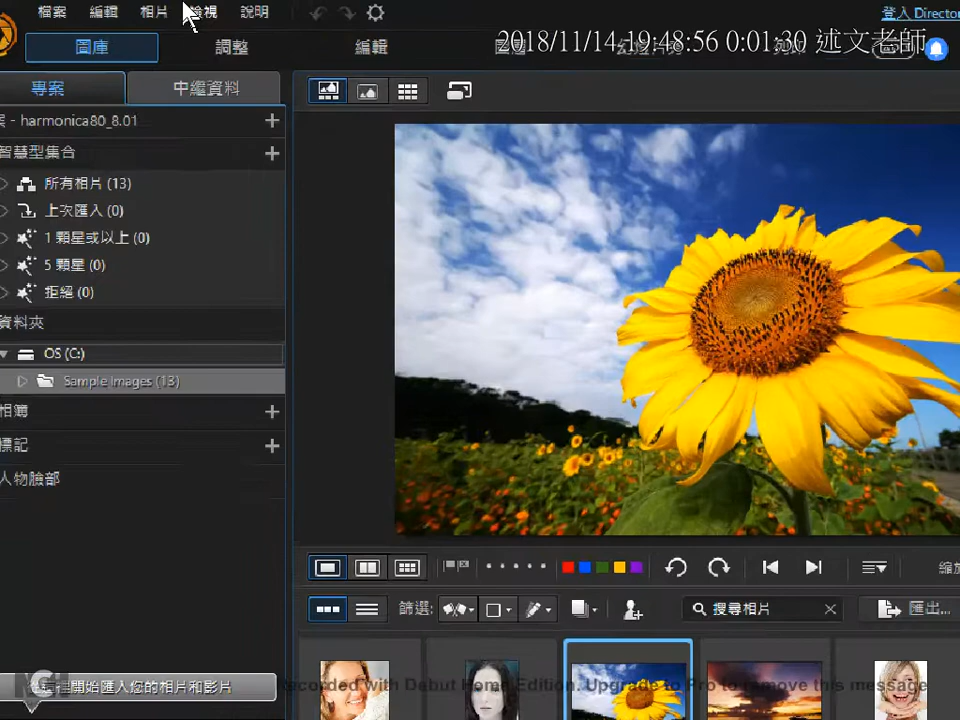 檔案 編輯 相片 檢視 說明
登入 Director
圖庫 調整 編輯
2018/11/14 19:48:56 0:01:30 述文老師
專案 中繼資料
- harmonica80_8.01 +
智慧型集合 +
所有相片 (13)
上次匯入 (0)
1 顆星或以上 (0)
5 顆星 (0)
拒絕 (0)
資料夾
OS (C:)
Sample Images (13)
相簿 +
標記 +
人物臉部
篩選:
搜尋相片
匯出...
開始匯入您的相片和影片
Recorded with Debut Home Edition. Upgrade to Pro to remove this message